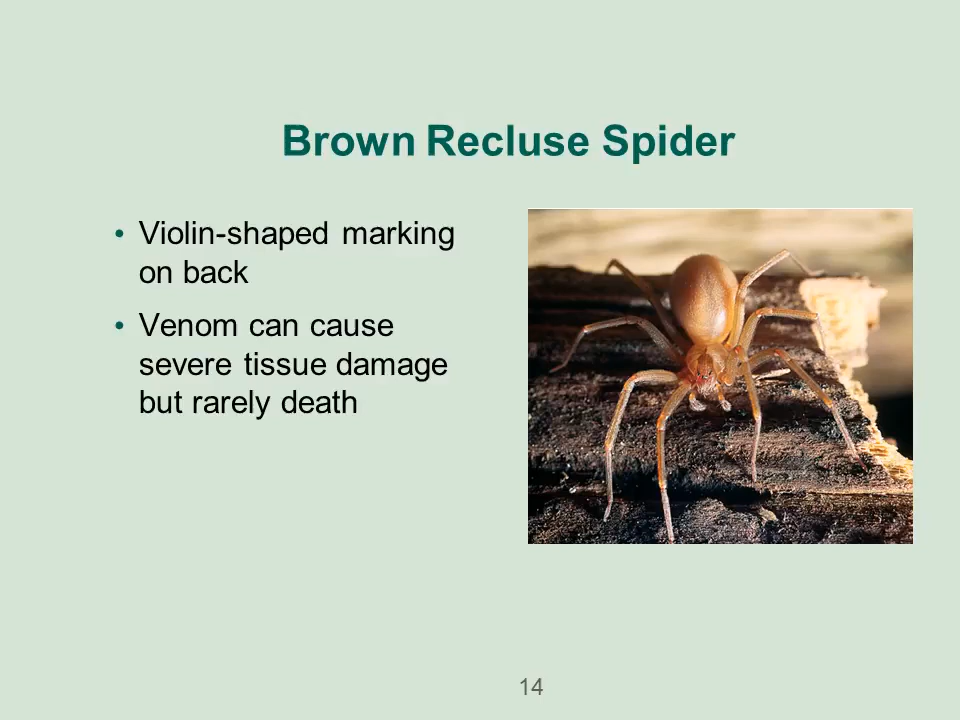 Brown Recluse Spider
• Violin-shaped marking
on back
• Venom can cause
severe tissue damage
but rarely death
14